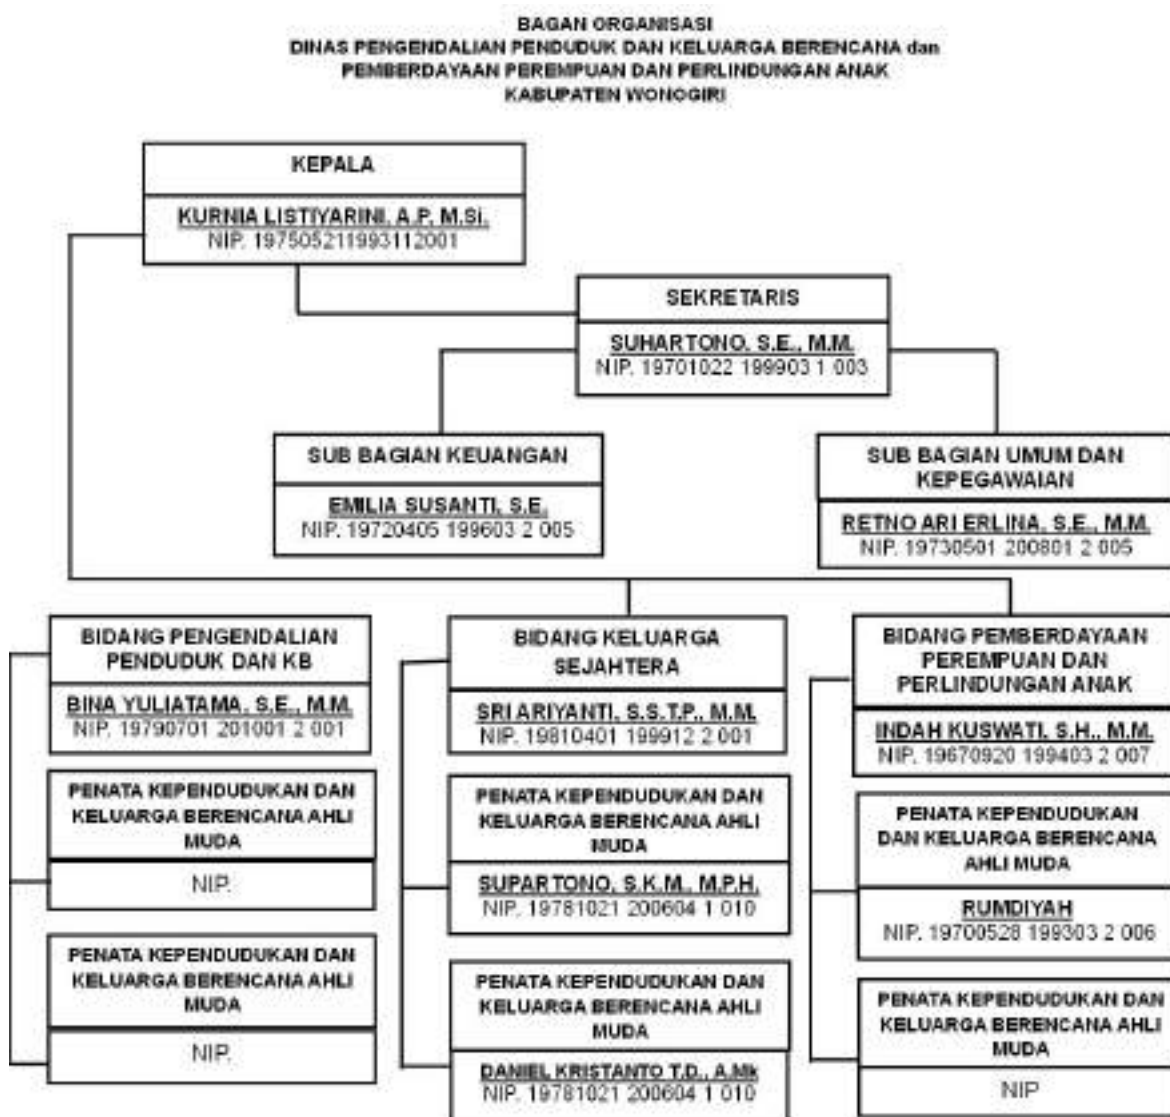 BAGAN ORGANISASI
DINAS PENGENDALIAN PENDUDUK DAN KELUARGA BERENCANA dan
PEMBERDAYAAN PEREMPUAN DAN PERLINDUNGAN ANAK
KABUPATEN WONOGIRI
KEPALA
KURNIA LISTIYARINI, A.P, M.Si.
NIP. 197505211993112001
SEKRETARIS
SUHARTONO, S.E., M.M.
NIP. 19701022 199903 1 003
SUB BAGIAN KEUANGAN
EMILIA SUSANTI, S.E.
NIP. 19720405 199603 2 005
SUB BAGIAN UMUM DAN
KEPEGAWAIAN
RETNO ARI ERLINA, S.E., M.M.
NIP. 19730501 200801 2 005
BIDANG PENGENDALIAN
PENDUDUK DAN KB
BINA YULIATAMA, S.E., M.M.
NIP. 19790701 201001 2 001
PENATA KEPENDUDUKAN DAN
KELUARGA BERENCANA AHLI
MUDA
NIP.
PENATA KEPENDUDUKAN DAN
KELUARGA BERENCANA AHLI
MUDA
NIP.
BIDANG KELUARGA
SEJAHTERA
SRI ARIYANTI, S.S.T.P., M.M.
NIP. 19810401 199912 2 001
PENATA KEPENDUDUKAN DAN
KELUARGA BERENCANA AHLI
MUDA
SUPARTONO, S.K.M., M.P.H.
NIP. 19781021 200604 1 010
PENATA KEPENDUDUKAN DAN
KELUARGA BERENCANA AHLI
MUDA
DANIEL KRISTANTO T.D., A.Mk
NIP. 19781021 200604 1 010
BIDANG PEMBERDAYAAN
PEREMPUAN DAN
PERLINDUNGAN ANAK
INDAH KUSWATI, S.H., M.M.
NIP. 19670920 199403 2 007
PENATA KEPENDUDUKAN
DAN KELUARGA BERENCANA
AHLI MUDA
RUMDIYAH
NIP. 19700528 199303 2 006
PENATA KEPENDUDUKAN DAN
KELUARGA BERENCANA AHLI
MUDA
NIP